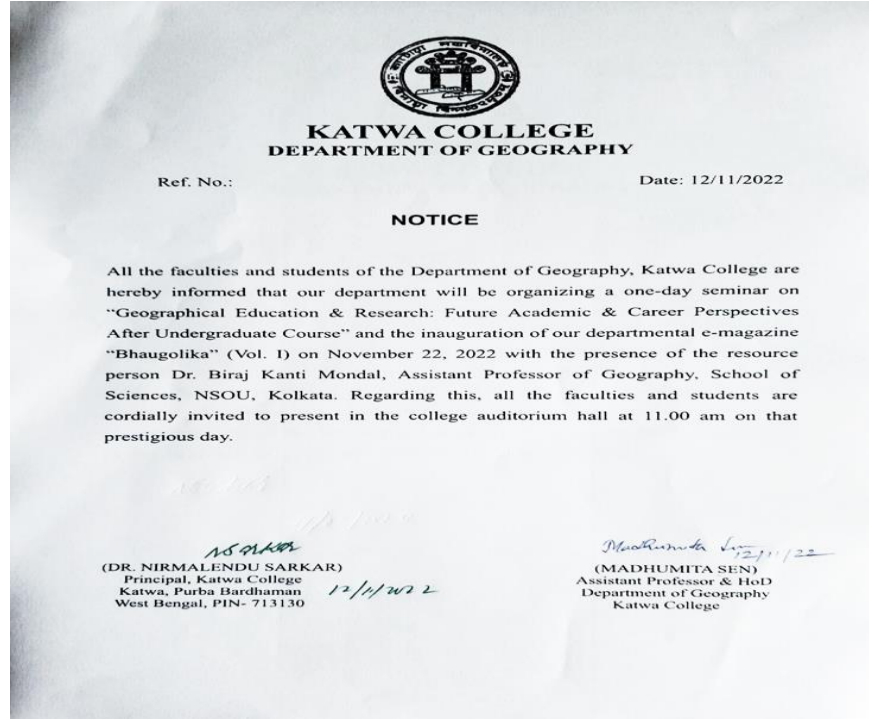 KATWA COLLEGE
DEPARTMENT OF GEOGRAPHY
Ref. No.:
Date: 12/11/2022
NOTICE
All the faculties and students of the Department of Geography, Katwa College are
hereby informed that our department will be organizing a one-day seminar on
“Geographical Education & Research: Future Academic & Career Perspectives
After Undergraduate Course” and the inauguration of our departmental e-magazine
“Bhaugolika” (Vol. I) on November 22, 2022 with the presence of the resource
person Dr. Biraj Kanti Mondal, Assistant Professor of Geography, School of
Sciences, NSOU, Kolkata. Regarding this, all the faculties and students are
cordially invited to present in the college auditorium hall at 11.00 am on that
prestigious day.
NSarkar
(DR. NIRMALENDU SARKAR)
Principal, Katwa College
Katwa, Purba Bardhaman
West Bengal, PIN- 713130
12/11/2022
Madhumita Sen
12/11/22
(MADHUMITA SEN)
Assistant Professor & HoD
Department of Geography
Katwa College